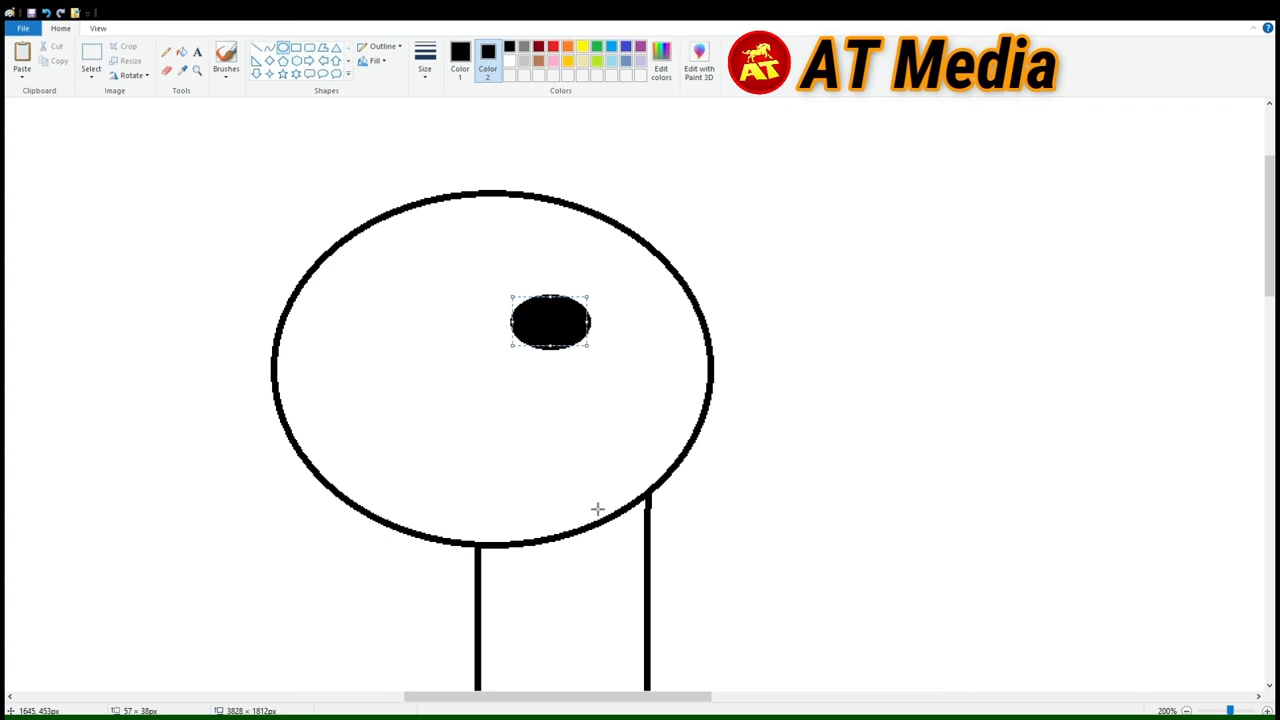 File
Home
View
Paste
Cut
Copy
Clipboard
Select
Crop
Resize
Rotate
Image
A
Tools
Brushes
Outline
Fill
Shapes
Size
Color 1
Color 2
Edit colors
Colors
Edit with Paint 3D
AT
AT Media
1645, 453px
57 × 38px
3828 × 1812px
200%